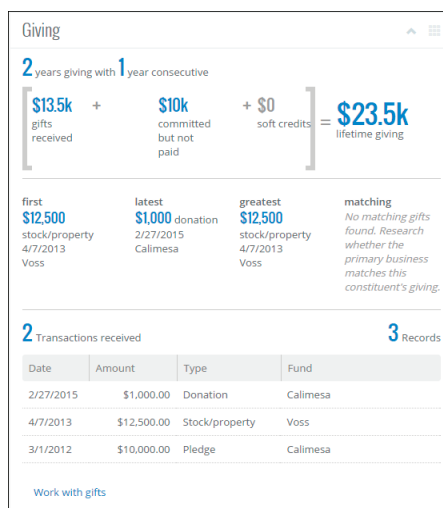 Giving
2 years giving with 1 year consecutive
$13.5k + $10k + $0 = $23.5k
gifts received
committed but not paid
soft credits
lifetime giving
first
$12,500
stock/property
4/7/2013
Voss
latest
$1,000 donation
2/27/2015
Calimesa
greatest
$12,500
stock/property
4/7/2013
Voss
matching
No matching gifts
found. Research
whether the
primary business
matches this
constituent's giving.
2 Transactions received
3 Records
Date Amount Type Fund
2/27/2015 $1,000.00 Donation Calimesa
4/7/2013 $12,500.00 Stock/property Voss
3/1/2012 $10,000.00 Pledge Calimesa
Work with gifts